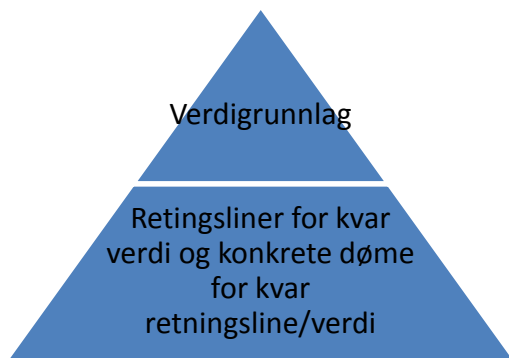 Verdigrunnlag
Retingsliner for kvar
verdi og konkrete døme
for kvar
retningsline/verdi